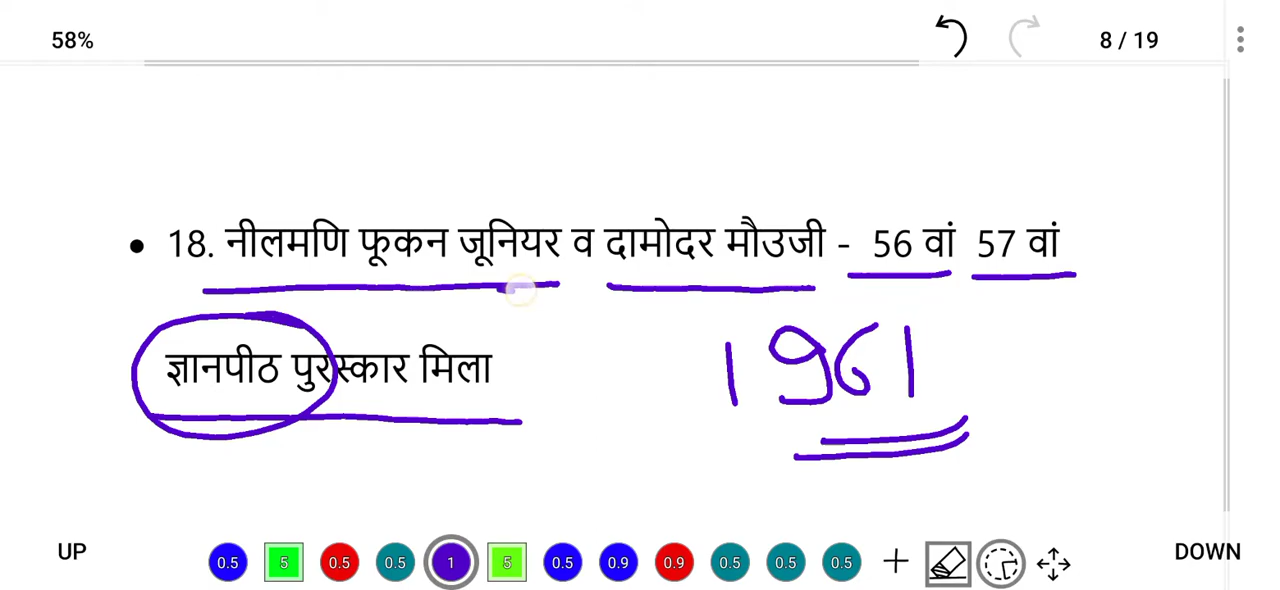 58%
8 / 19
• 18. नीलमणि फूकन जूनियर व दामोदर मौउजी - 56 वां 57 वां
ज्ञानपीठ पुरस्कार मिला
1961
UP
DOWN
0.5 5 0.5 0.5 1 5 0.5 0.9 0.9 0.5 0.5 0.5